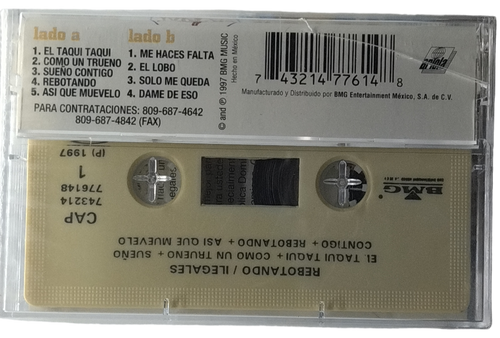 lado a
1. EL TAQUI TAQUI
2. COMO UN TRUENO
3. SUEÑO CONTIGO
4. REBOTANDO
5. ASI QUE MUEVELO
lado b
1. ME HACES FALTA
2. EL LOBO
3. SOLO ME QUEDA
4. DAME DE ESO
PARA CONTRATACIONES: 809-687-4642
809-687-4842 (FAX)
© and ℗ 1997 BMG MUSIC
Hecho en México
7 43214 77614 8
Manufacturado y Distribuido por BMG Entertainment México, S.A. de C.V.
REBOTANDO / ILEGALES
EL TAQUI TAQUI + COMO UN TRUENO + SUEÑO
CONTIGO + REBOTANDO + ASI QUE MUEVELO
CAP
743214
776148
1
(P) 1997
BMG